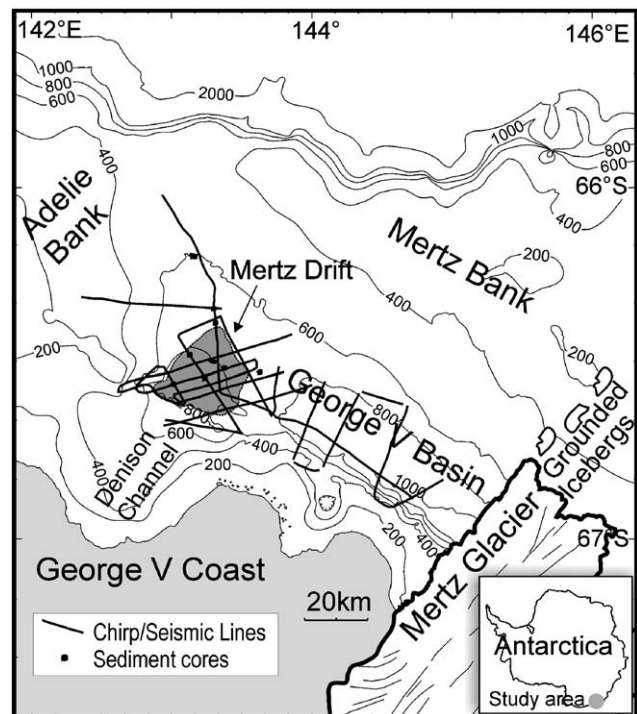 142°E
144°
146°E
1000
800
600
2000
400
1000
800
600
66°S
400
Adelie
Bank
Mertz
Bank
200
Mertz Drift
400
600
200
200
George V
Basin
800
800
600
400
200
400
Denison
Channel
1000
400
200
Grounded
Icebergs
Mertz Glacier
67°S
George V Coast
20km
Chirp/Seismic Lines
Sediment cores
Antarctica
Study area